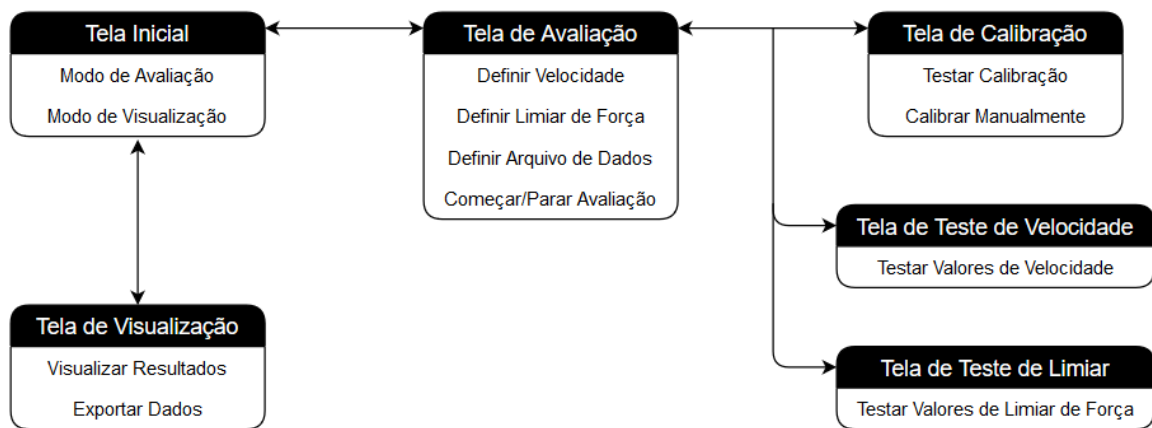 Tela Inicial
Modo de Avaliação
Modo de Visualização
Tela de Avaliação
Definir Velocidade
Definir Limiar de Força
Definir Arquivo de Dados
Começar/Parar Avaliação
Tela de Calibração
Testar Calibração
Calibrar Manualmente
Tela de Teste de Velocidade
Testar Valores de Velocidade
Tela de Visualização
Visualizar Resultados
Exportar Dados
Tela de Teste de Limiar
Testar Valores de Limiar de Força